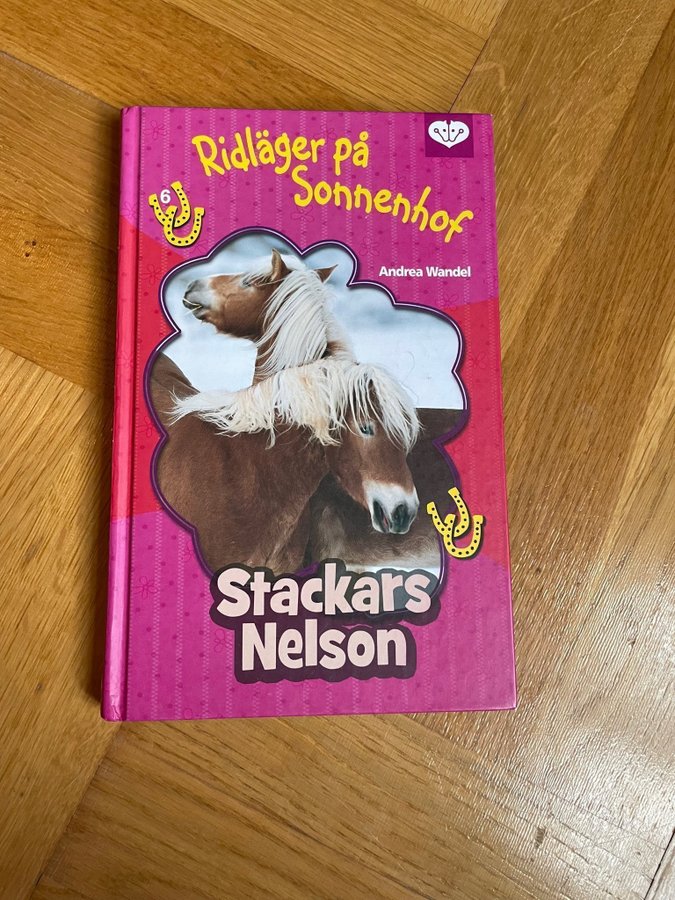 Ridläger på
Sonnenhof
6
Andrea Wandel
Stackars
Nelson